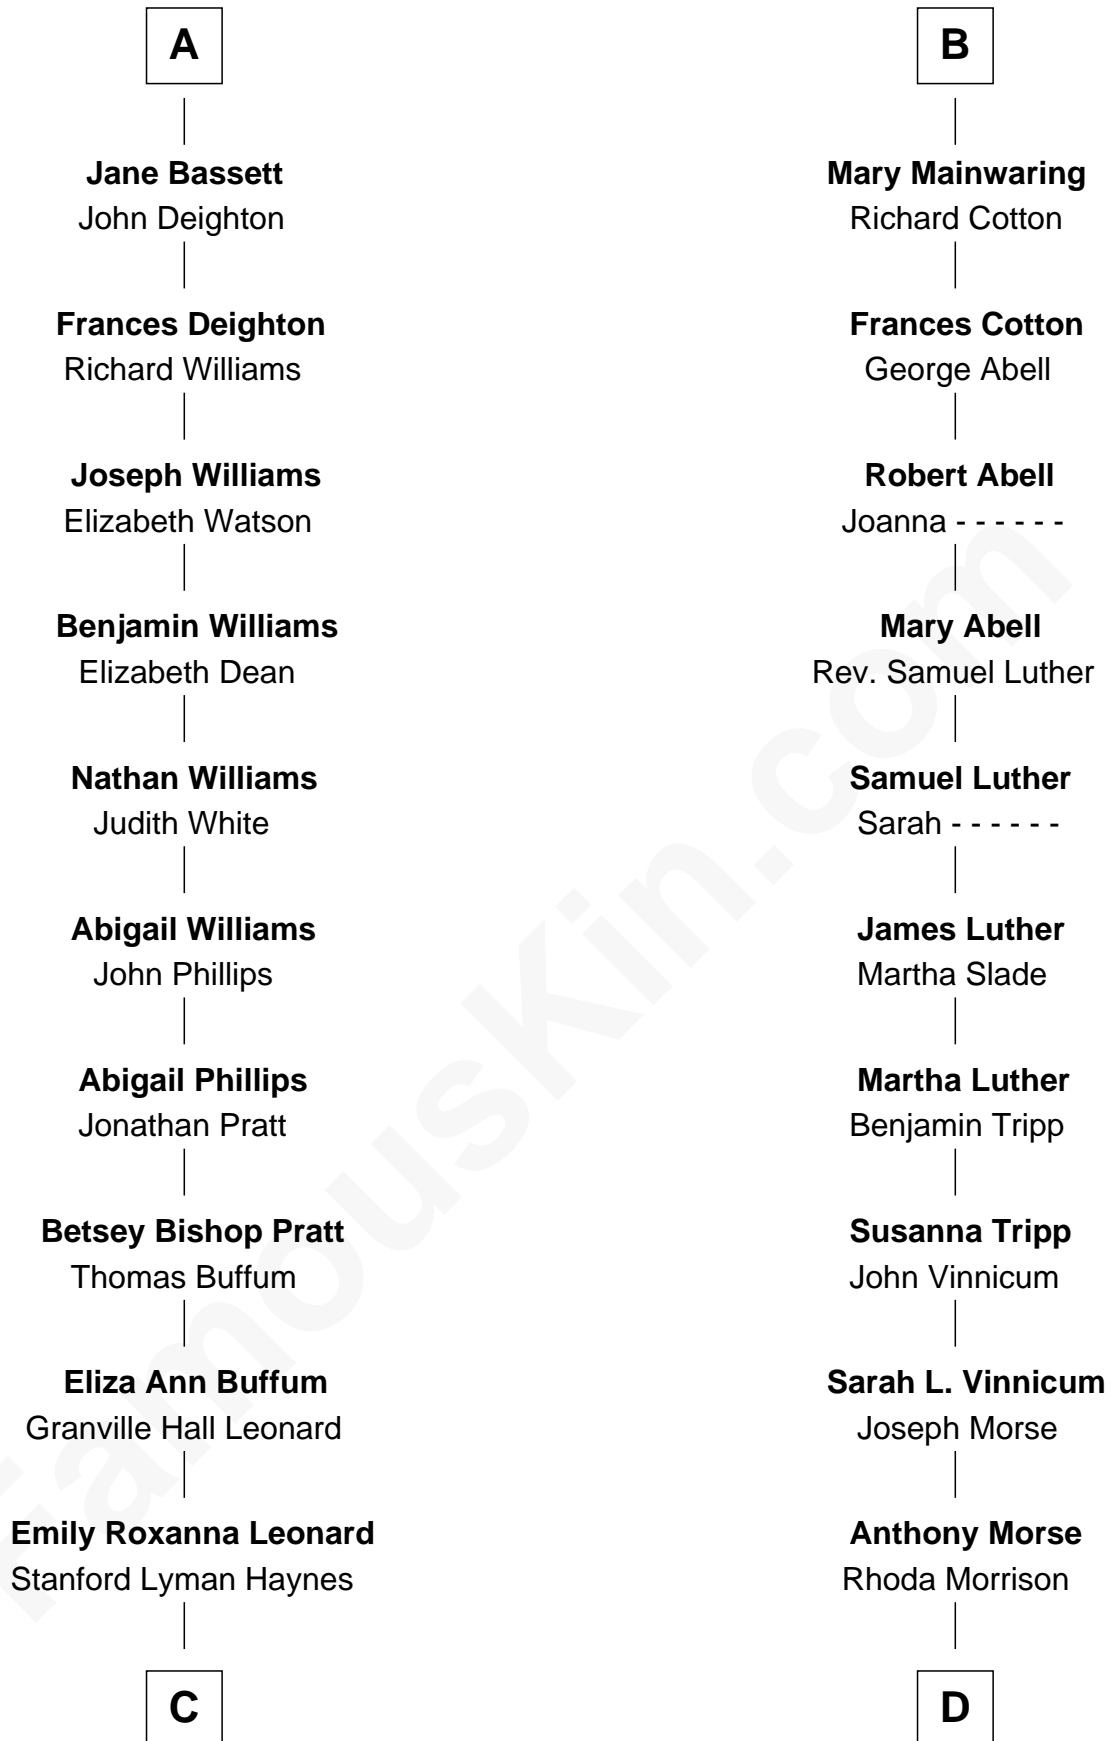 A
Jane Bassett
John Deighton
Frances Deighton
Richard Williams
Joseph Williams
Elizabeth Watson
Benjamin Williams
Elizabeth Dean
Nathan Williams
Judith White
Abigail Williams
John Phillips
Abigail Phillips
Jonathan Pratt
Betsey Bishop Pratt
Thomas Buffum
Eliza Ann Buffum
Granville Hall Leonard
Emily Roxanna Leonard
Stanford Lyman Haynes
C
B
Mary Mainwaring
Richard Cotton
Frances Cotton
George Abell
Robert Abell
Joanna - - - - - -
Mary Abell
Rev. Samuel Luther
Samuel Luther
Sarah - - - - - -
James Luther
Martha Slade
Martha Luther
Benjamin Tripp
Susanna Tripp
John Vinnicum
Sarah L. Vinnicum
Joseph Morse
Anthony Morse
Rhoda Morrison
D
FamousKin.com